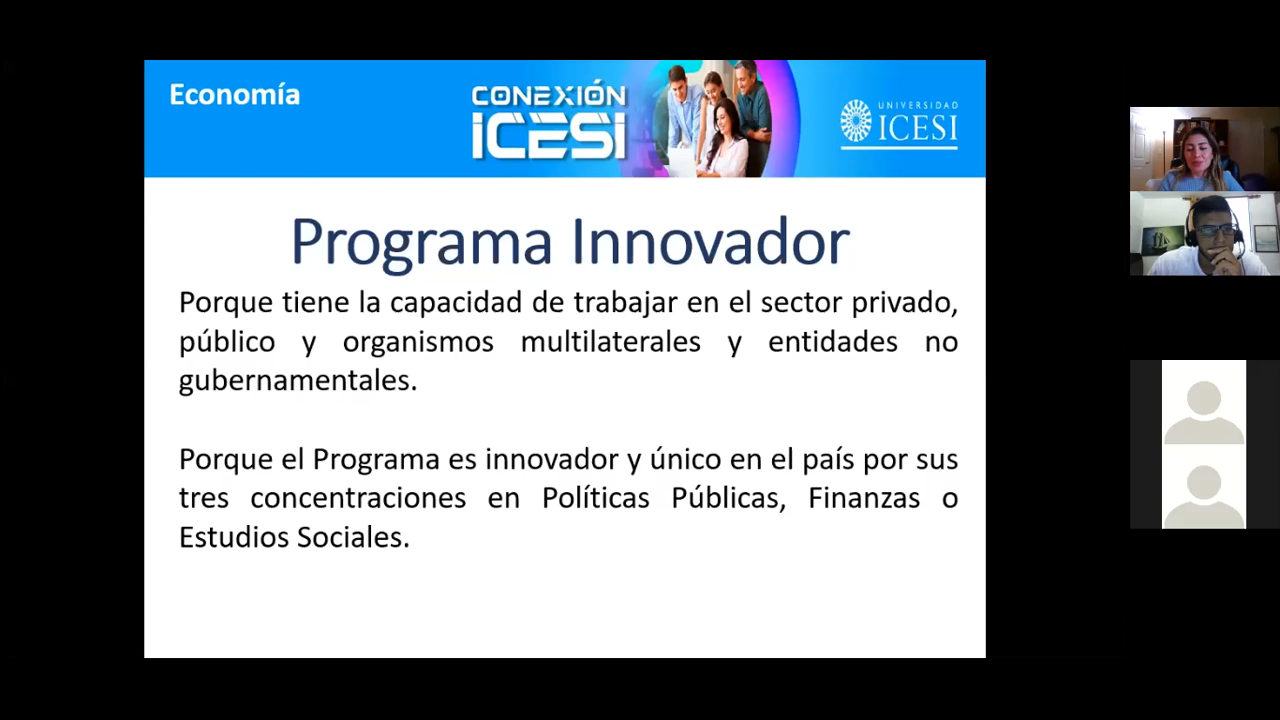 Economía
CONEXIÓN
ICESI
UNIVERSIDAD
ICESI
Programa Innovador
Porque tiene la capacidad de trabajar en el sector privado,
público y organismos multilaterales y entidades no
gubernamentales.
Porque el Programa es innovador y único en el país por sus
tres concentraciones en Políticas Públicas, Finanzas o
Estudios Sociales.